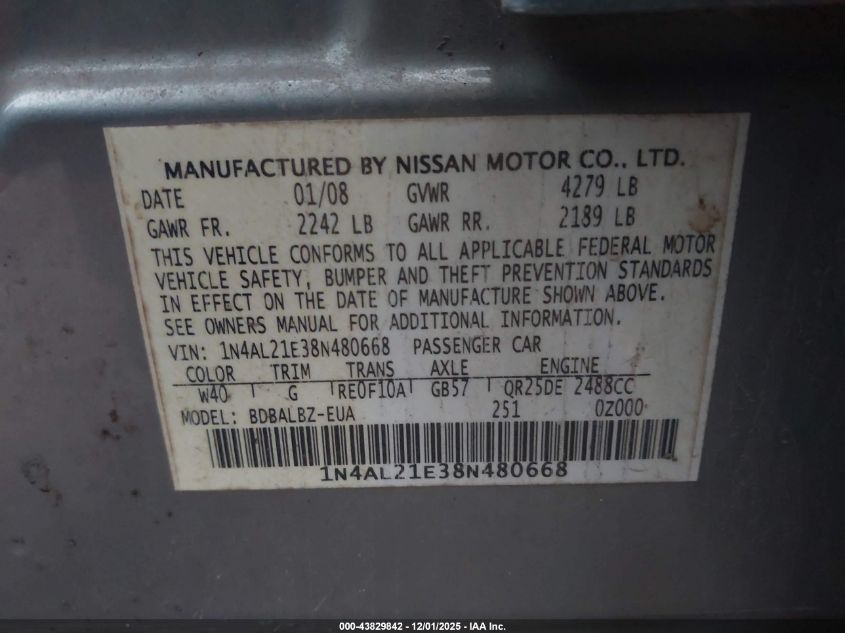 MANUFACTURED BY NISSAN MOTOR CO., LTD.
DATE 01/08 GVWR 4279 LB
GAWR FR. 2242 LB GAWR RR. 2189 LB
THIS VEHICLE CONFORMS TO ALL APPLICABLE FEDERAL MOTOR
VEHICLE SAFETY, BUMPER AND THEFT PREVENTION STANDARDS
IN EFFECT ON THE DATE OF MANUFACTURE SHOWN ABOVE.
SEE OWNERS MANUAL FOR ADDITIONAL INFORMATION.
VIN: 1N4AL21E38N480668 PASSENGER CAR
COLOR TRIM TRANS AXLE ENGINE
W40 G RE0F10A GB57 QR25DE 2488CC
MODEL: BDBALBZ-EUA 251 0Z000
1N4AL21E38N480668
000-43829842 - 12/01/2025 - IAA Inc.